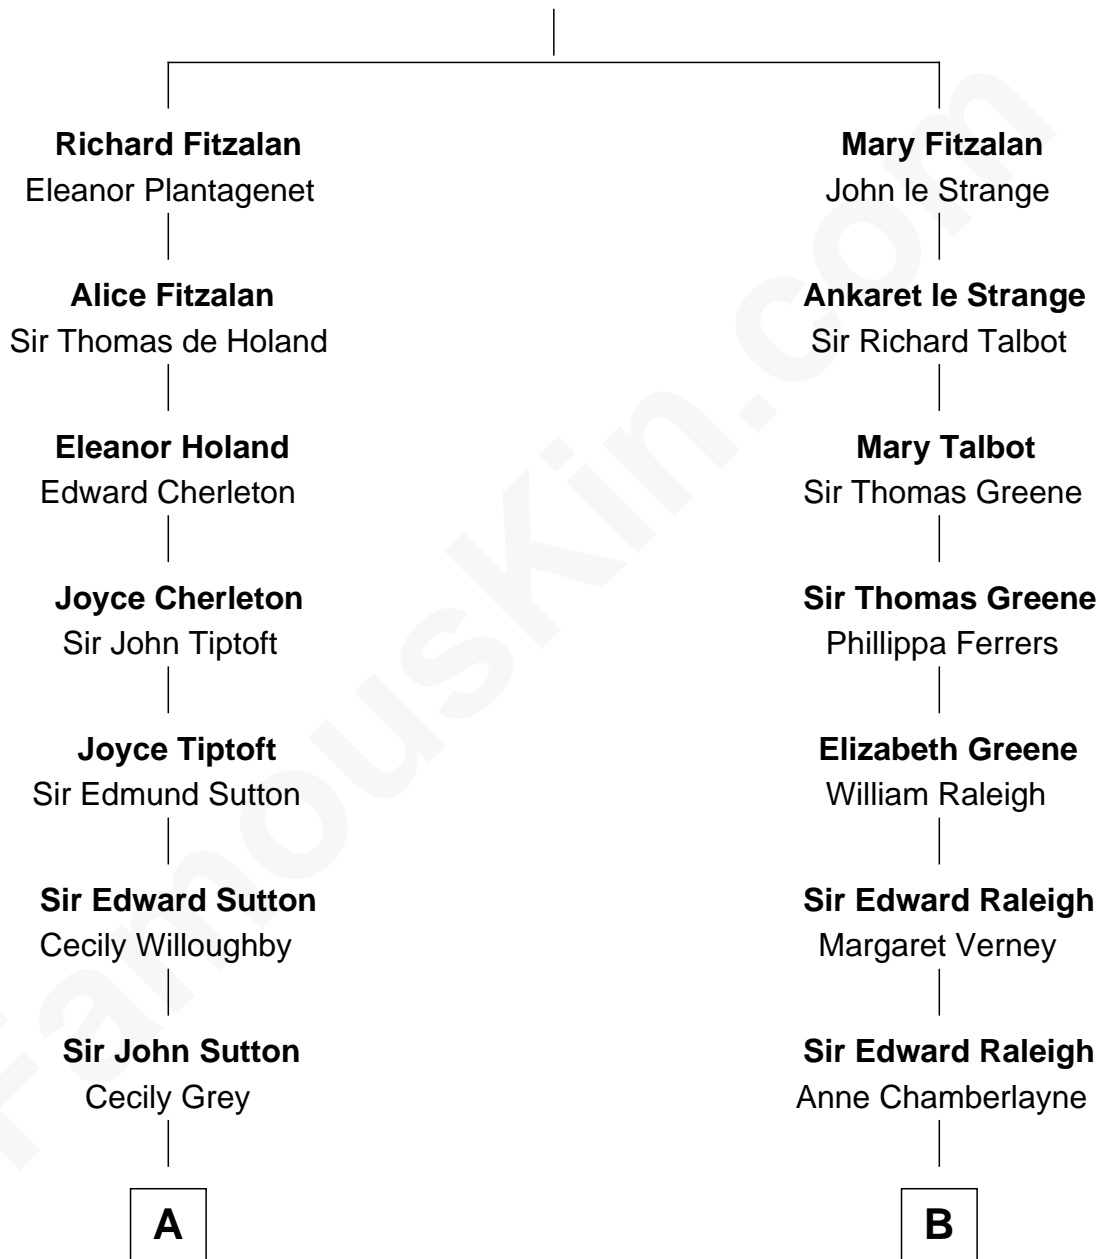 Richard Fitzalan
Eleanor Plantagenet
Alice Fitzalan
Sir Thomas de Holand
Eleanor Holand
Edward Cherleton
Joyce Cherleton
Sir John Tiptoft
Joyce Tiptoft
Sir Edmund Sutton
Sir Edward Sutton
Cecily Willoughby
Sir John Sutton
Cecily Grey
A
Mary Fitzalan
John le Strange
Ankaret le Strange
Sir Richard Talbot
Mary Talbot
Sir Thomas Greene
Sir Thomas Greene
Phillippa Ferrers
Elizabeth Greene
William Raleigh
Sir Edward Raleigh
Margaret Verney
Sir Edward Raleigh
Anne Chamberlayne
B
FamousKin.com